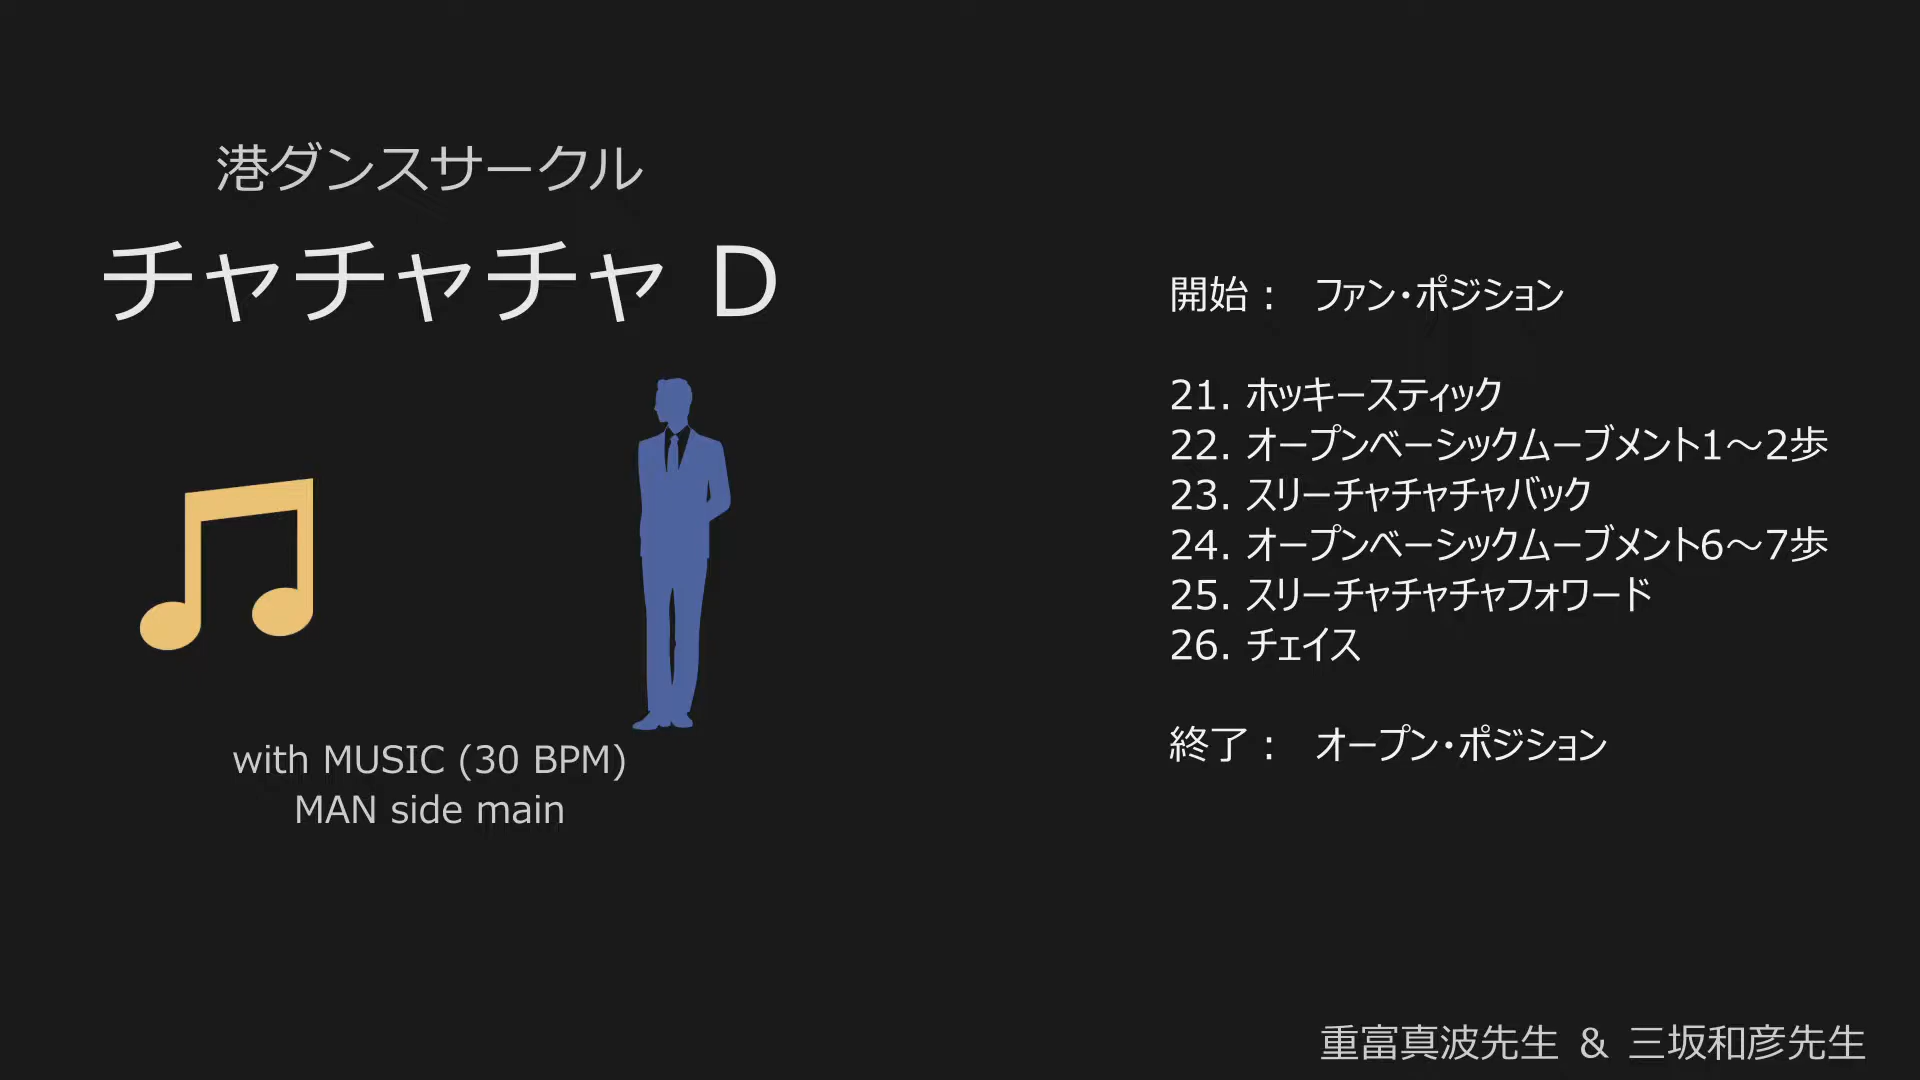 港ダンスサークル
チャチャチャ D
with MUSIC (30 BPM)
MAN side main
開始： ファン・ポジション
21. ホッキースティック
22. オープンベーシックムーブメント1～2歩
23. スリーチャチャチャバック
24. オープンベーシックムーブメント6～7歩
25. スリーチャチャチャフォワード
26. チェイス
終了： オープン・ポジション
重富真波先生 & 三坂和彦先生